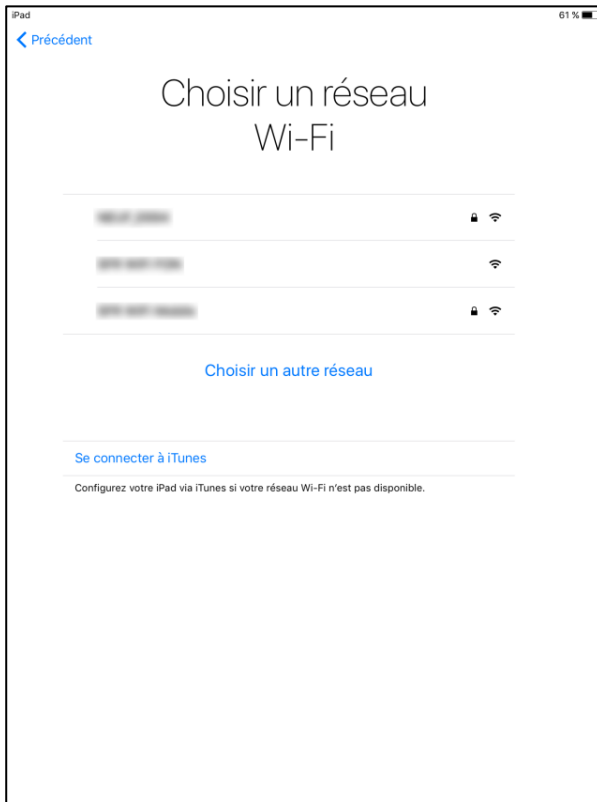 iPad
61 %
Précédent
Choisir un réseau
Wi-Fi
Choisir un autre réseau
Se connecter à iTunes
Configurez votre iPad via iTunes si votre réseau Wi-Fi n'est pas disponible.